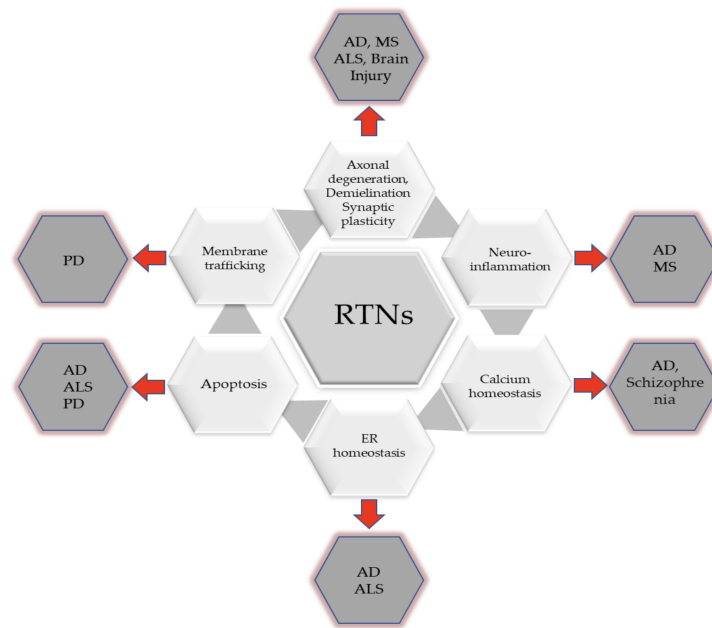 AD, MS
ALS, Brain
Injury
Axonal
degeneration,
Demielination
Synaptic
plasticity
Membrane
trafficking
Neuro-
inflammation
PD
AD
MS
RTNs
AD
ALS
PD
Apoptosis
Calcium
homeostasis
AD,
Schizophre
nia
ER
homeostasis
AD
ALS